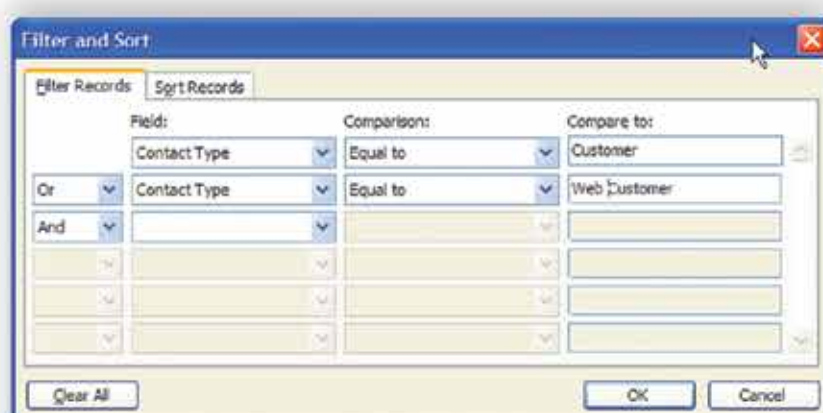 Filter and Sort
Filter Records Sort Records
Field: Comparison: Compare to:
Contact Type Equal to Customer
Or Contact Type Equal to Web Customer
And
Clear All OK Cancel